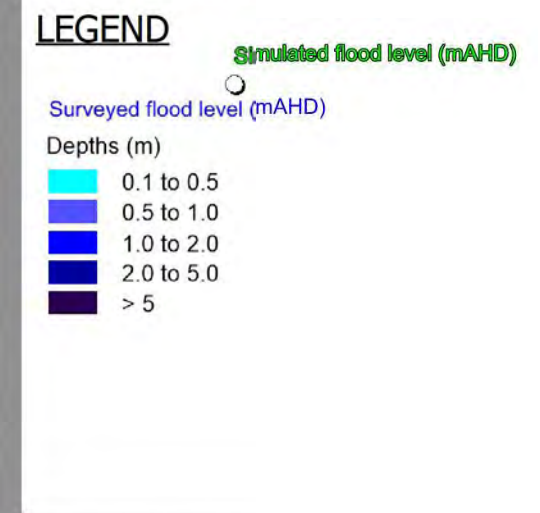 LEGEND
Simulated flood level (mAHD)
Surveyed flood level (mAHD)
Depths (m)
0.1 to 0.5
0.5 to 1.0
1.0 to 2.0
2.0 to 5.0
> 5